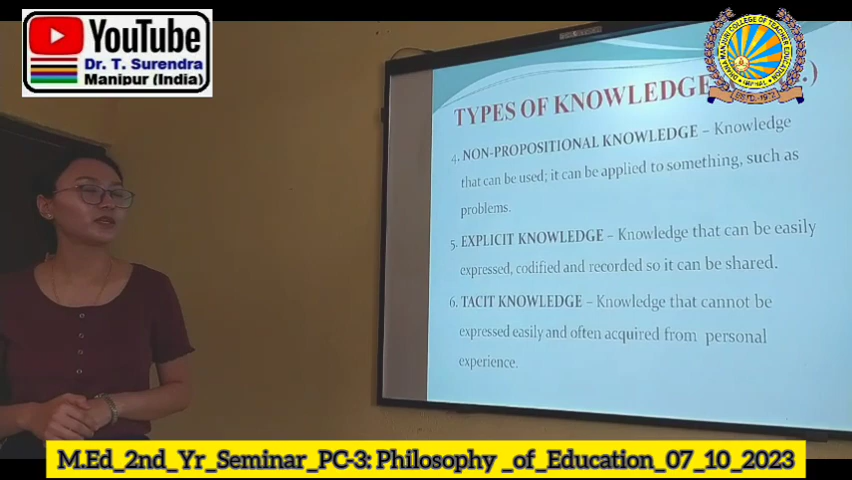 YouTube
Dr. T. Surendra
Manipur (India)
TYPES OF KNOWLEDGE
4. NON-PROPOSITIONAL KNOWLEDGE – Knowledge
that can be used; it can be applied to something, such as
problems.
5. EXPLICIT KNOWLEDGE – Knowledge that can be easily
expressed, codified and recorded so it can be shared.
6. TACIT KNOWLEDGE – Knowledge that cannot be
expressed easily and often acquired from personal
experience.
M.Ed_2nd_Yr_Seminar_PC-3: Philosophy _of_Education_07_10_2023